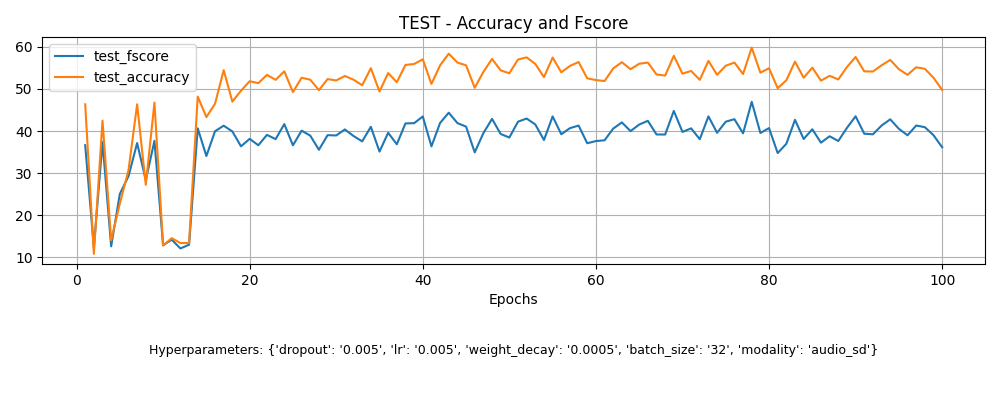 TEST - Accuracy and Fscore
test_fscore
test_accuracy
60
50
40
30
20
10
0 20 40 60 80 100
Epochs
Hyperparameters: {'dropout': '0.005', 'lr': '0.005', 'weight_decay': '0.0005', 'batch_size': '32', 'modality': 'audio_sd'}